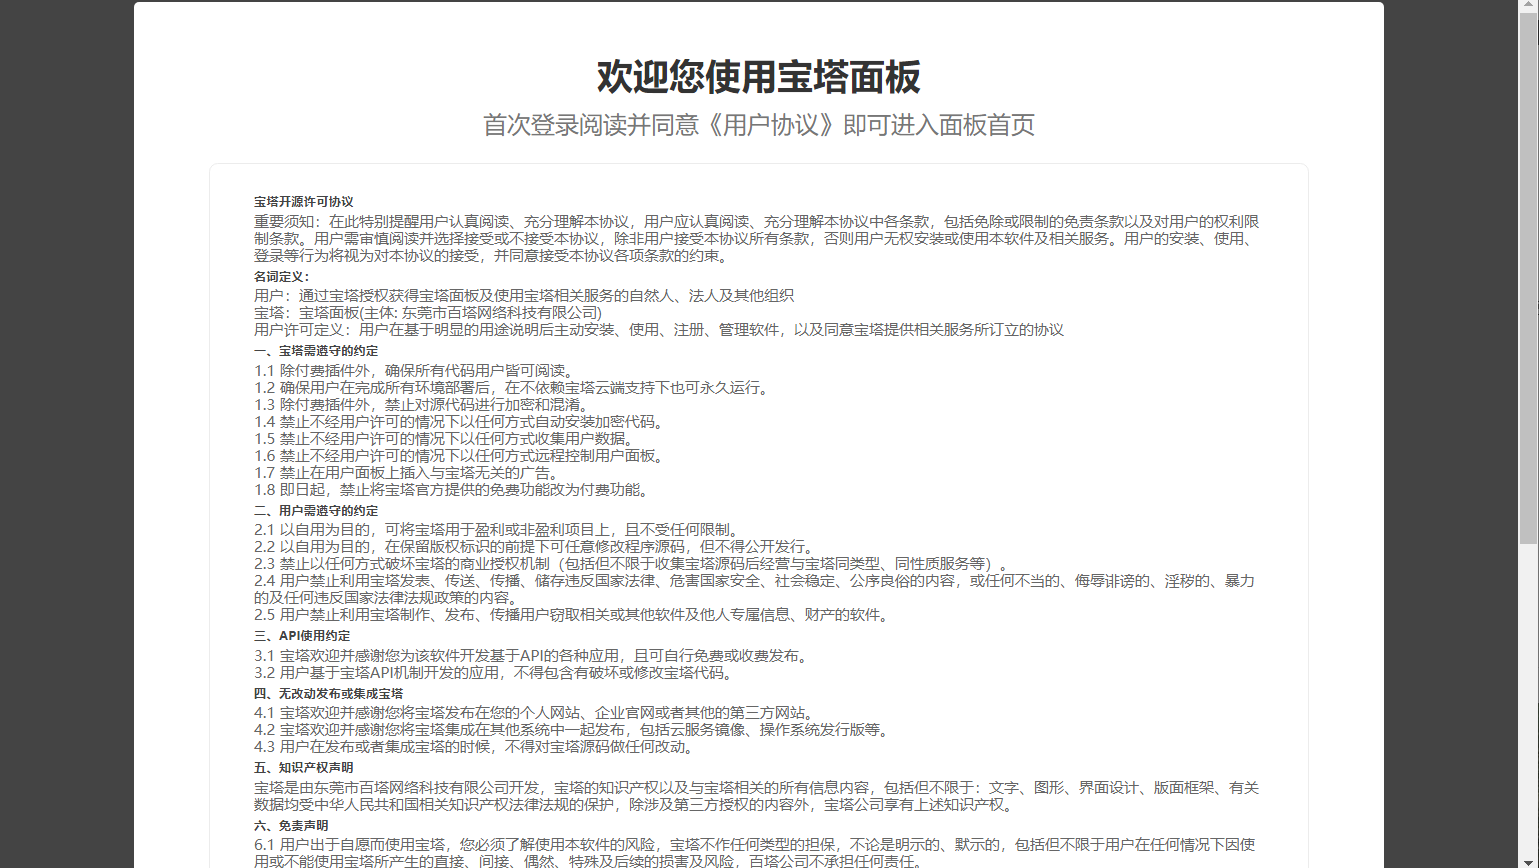 欢迎您使用宝塔面板
首次登录阅读并同意《用户协议》即可进入面板首页
宝塔开源许可协议
重要须知：在此特别提醒用户认真阅读、充分理解本协议，用户应认真阅读、充分理解本协议中各条款，包括免除或限制的免责条款以及对用户的权利限
制条款。用户需审慎阅读并选择接受或不接受本协议，除非用户接受本协议所有条款，否则用户无权安装或使用本软件及相关服务。用户的安装、使用、
登录等行为将视为对本协议的接受，并同意接受本协议各项条款的约束。
名词定义：
用户：通过宝塔授权获得宝塔面板及使用宝塔相关服务的自然人、法人及其他组织
宝塔：宝塔面板(主体: 东莞市百塔网络科技有限公司)
用户许可定义：用户在基于明显的用途说明后主动安装、使用、注册、管理软件，以及同意宝塔提供相关服务所订立的协议
一、宝塔需遵守的约定
1.1 除付费插件外，确保所有代码用户皆可阅读。
1.2 确保用户在完成所有环境部署后，在不依赖宝塔云端支持下也可永久运行。
1.3 除付费插件外，禁止对源代码进行加密和混淆。
1.4 禁止不经用户许可的情况下以任何方式自动安装加密代码。
1.5 禁止不经用户许可的情况下以任何方式收集用户数据。
1.6 禁止不经用户许可的情况下以任何方式远程控制用户面板。
1.7 禁止在用户面板上插入与宝塔无关的广告。
1.8 即日起，禁止将宝塔官方提供的免费功能改为付费功能。
二、用户需遵守的约定
2.1 以自用为目的，可将宝塔用于盈利或非盈利项目上，且不受任何限制。
2.2 以自用为目的，在保留版权标识的前提下可任意修改程序源码，但不得公开发行。
2.3 禁止以任何方式破坏宝塔的商业授权机制（包括但不限于收集宝塔源码后经营与宝塔同类型、同性质服务等）。
2.4 用户禁止利用宝塔发表、传送、传播、储存违反国家法律、危害国家安全、社会稳定、公序良俗的内容，或任何不当的、侮辱诽谤的、淫秽的、暴力
的及任何违反国家法律法规政策的内容。
2.5 用户禁止利用宝塔制作、发布、传播用户窃取相关或其他软件及他人专属信息、财产的软件。
三、API使用约定
3.1 宝塔欢迎并感谢您为该软件开发基于API的各种应用，且可自行免费或收费发布。
3.2 用户基于宝塔API机制开发的应用，不得包含有破坏或修改宝塔代码。
四、无改动发布或集成宝塔
4.1 宝塔欢迎并感谢您将宝塔发布在您的个人网站、企业官网或者其他的第三方网站。
4.2 宝塔欢迎并感谢您将宝塔集成在其他系统中一起发布，包括云服务镜像、操作系统发行版等。
4.3 用户在发布或者集成宝塔的时候，不得对宝塔源码做任何改动。
五、知识产权声明
宝塔是由东莞市百塔网络科技有限公司开发，宝塔的知识产权以及与宝塔相关的所有信息内容，包括但不限于：文字、图形、界面设计、版面框架、有关
数据均受中华人民共和国相关知识产权法律法规的保护，除涉及第三方授权的内容外，宝塔公司享有上述知识产权。
六、免责声明
6.1 用户出于自愿而使用宝塔，您必须了解使用本软件的风险，宝塔不作任何类型的担保，不论是明示的、默示的，包括但不限于用户在任何情况下因使
用或不能使用宝塔所产生的直接、间接、偶然、特殊及后续的损害及风险，百塔公司不承担任何责任。